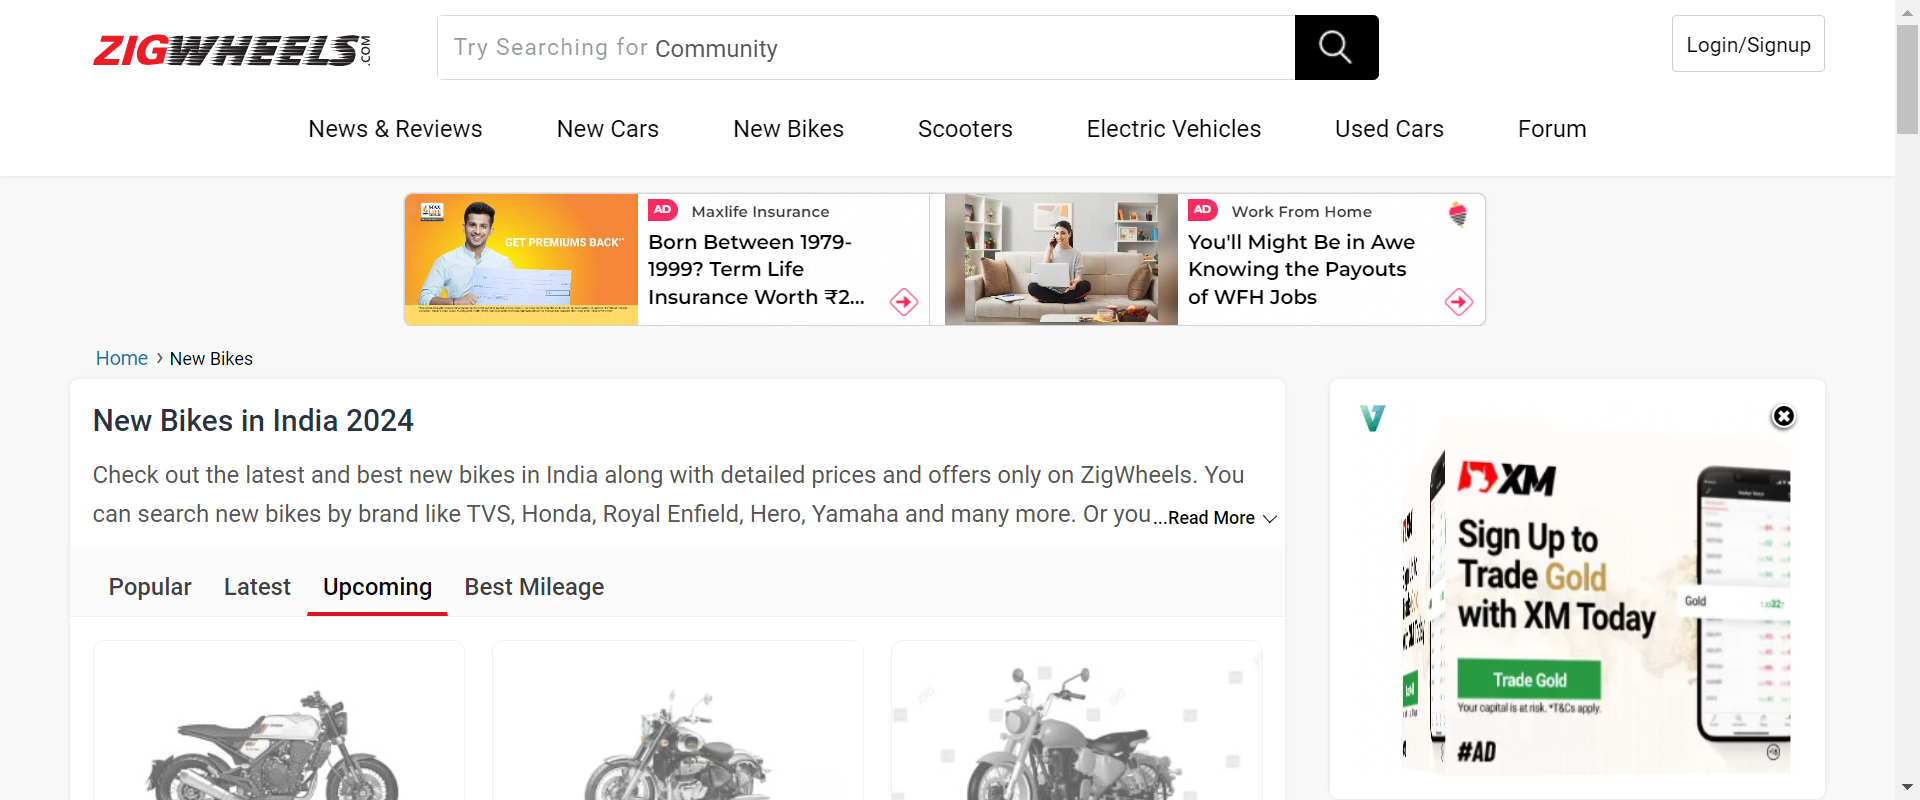 ZIGWHEELS.COM
Try Searching for Community
Login/Signup
News & Reviews
New Cars
New Bikes
Scooters
Electric Vehicles
Used Cars
Forum
GET PREMIUMS BACK
AD Maxlife Insurance
Born Between 1979-
1999? Term Life
Insurance Worth ₹2...
AD Work From Home
You'll Might Be in Awe
Knowing the Payouts
of WFH Jobs
Home › New Bikes
New Bikes in India 2024
Check out the latest and best new bikes in India along with detailed prices and offers only on ZigWheels. You
can search new bikes by brand like TVS, Honda, Royal Enfield, Hero, Yamaha and many more. Or you ...Read More
Popular
Latest
Upcoming
Best Mileage
XM
Sign Up to
Trade Gold
with XM Today
Gold
Trade Gold
Your capital is at risk. *T&Cs apply.
#AD